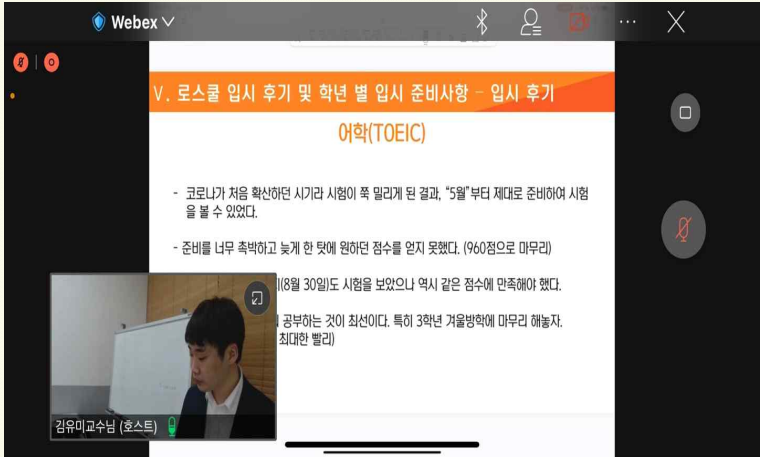 Webex
V. 로스쿨 입시 후기 및 학년 별 입시 준비사항 - 입시 후기
어학(TOEIC)
- 코로나가 처음 확산하던 시기라 시험이 쭉 밀리게 된 결과, “5월”부터 제대로 준비하여 시험
을 볼 수 있었다.
- 준비를 너무 촉박하고 늦게 한 탓에 원하던 점수를 얻지 못했다. (960점으로 마무리)
(8월 30일)도 시험을 보았으나 역시 같은 점수에 만족해야 했다.
공부하는 것이 최선이다. 특히 3학년 겨울방학에 마무리 해놓자.
최대한 빨리)
김유미교수님 (호스트)